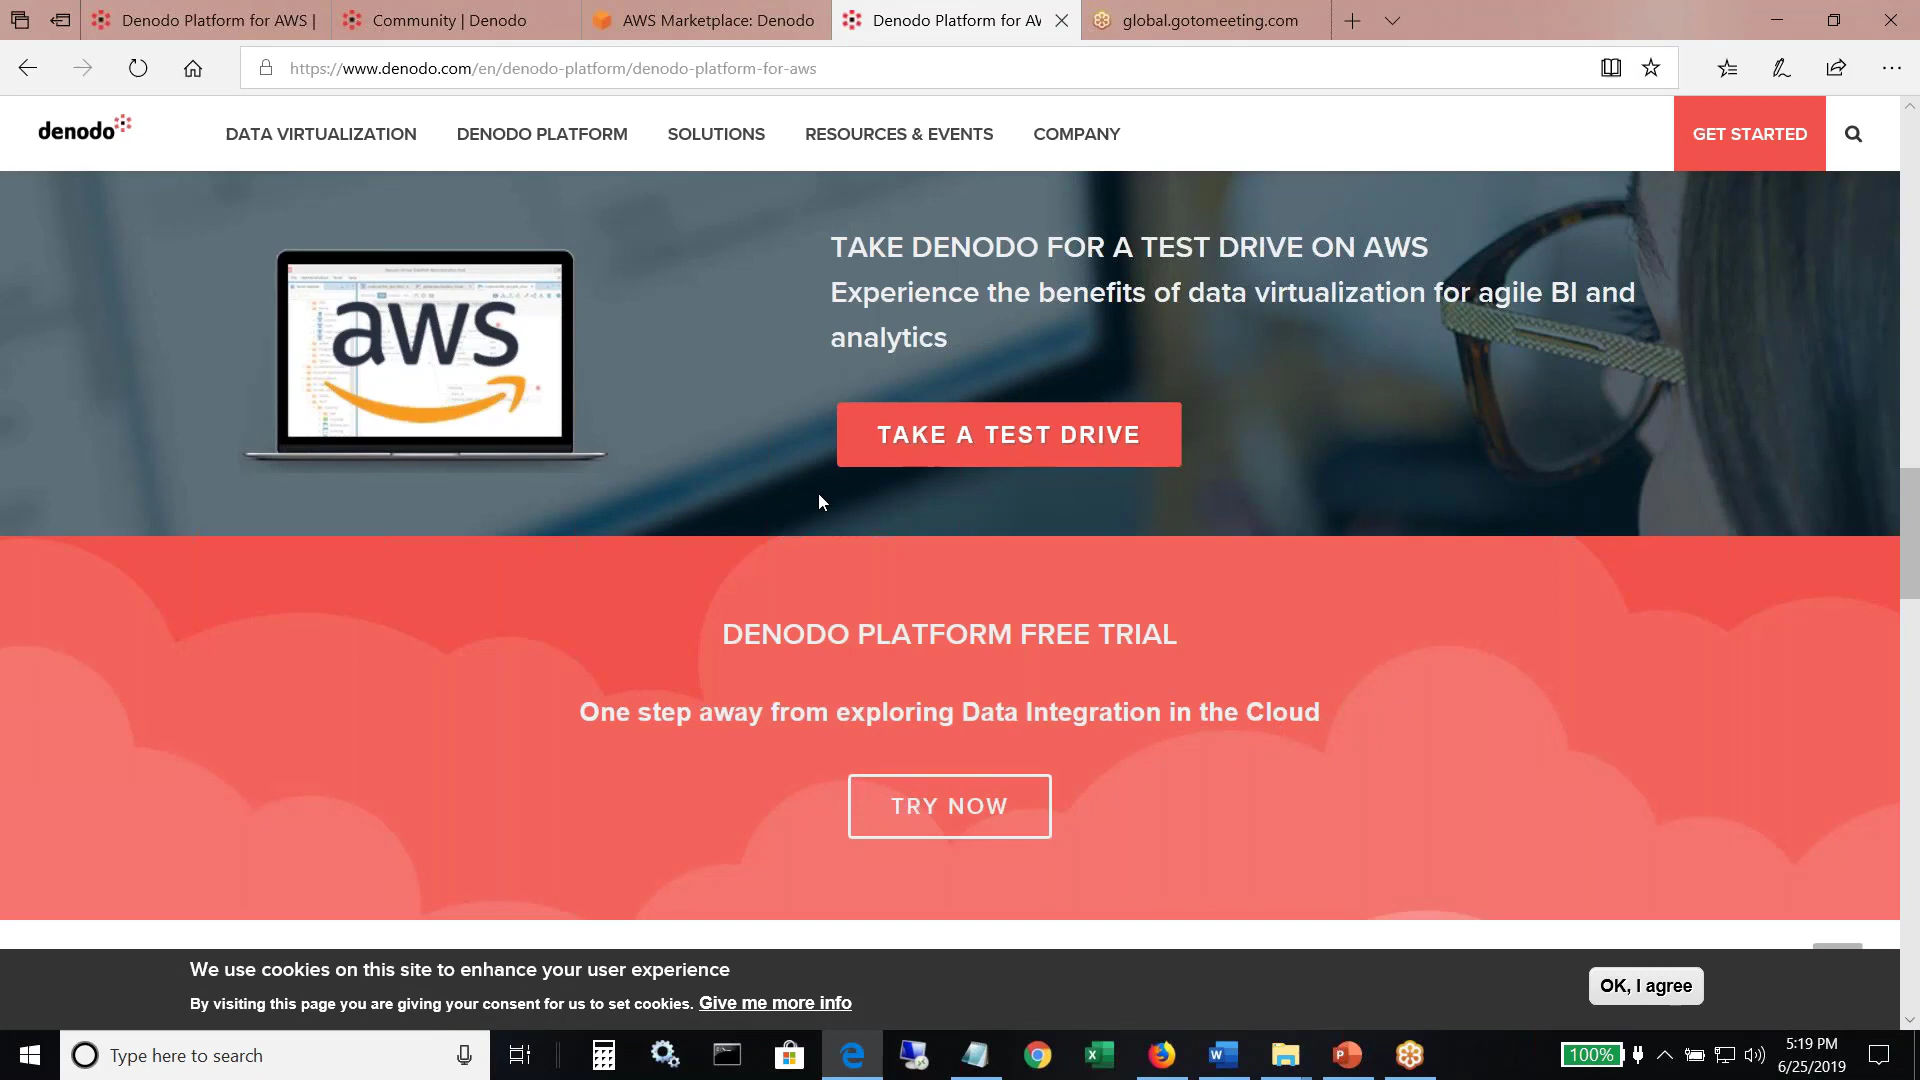 Denodo Platform for AWS |
Community | Denodo
AWS Marketplace: Denodo
Denodo Platform for AV
global.gotomeeting.com
https://www.denodo.com/en/denodo-platform/denodo-platform-for-aws
denodo
DATA VIRTUALIZATION
DENODO PLATFORM
SOLUTIONS
RESOURCES & EVENTS
COMPANY
GET STARTED
aws
TAKE DENODO FOR A TEST DRIVE ON AWS
Experience the benefits of data virtualization for agile BI and
analytics
TAKE A TEST DRIVE
DENODO PLATFORM FREE TRIAL
One step away from exploring Data Integration in the Cloud
TRY NOW
We use cookies on this site to enhance your user experience
By visiting this page you are giving your consent for us to set cookies. Give me more info
OK, I agree
Type here to search
100%
5:19 PM
6/25/2019